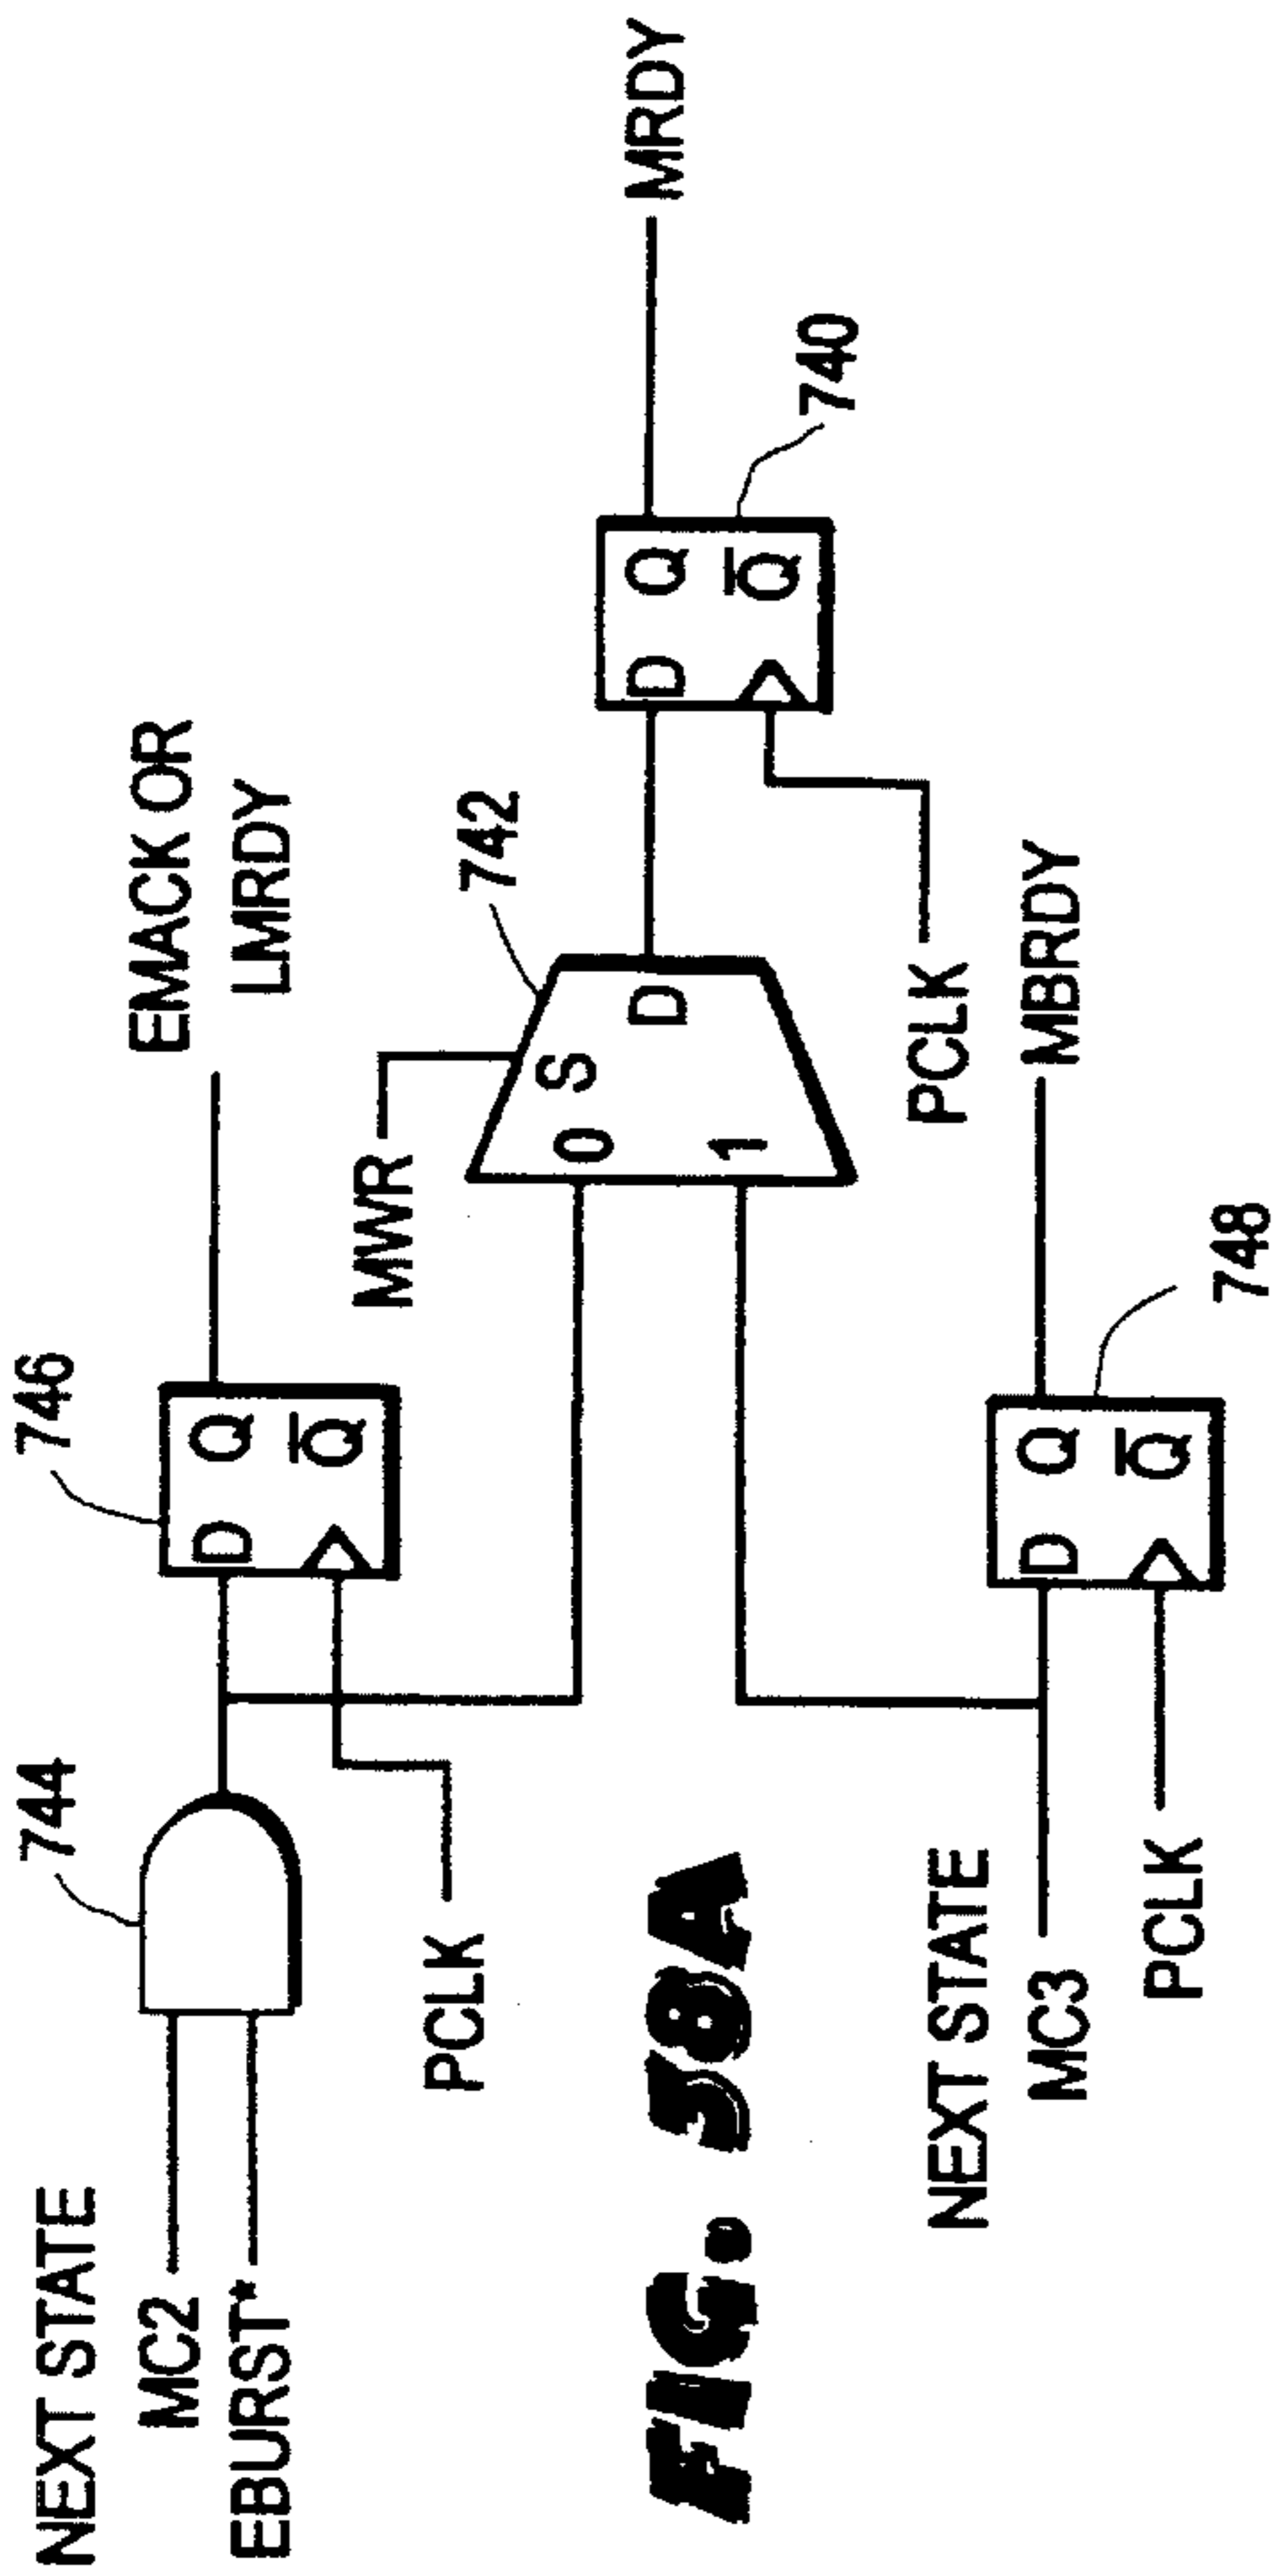 NEXT STATE
MC2
EBURST*
744
PCLK
746
D Q
Q̅
EMACK OR
LMRDY
MWR
742
0 S
D
1
D Q
Q̅
740
MRDY
PCLK
NEXT STATE
MC3
PCLK
D Q
Q̅
748
MBRDY
FIG. 38A